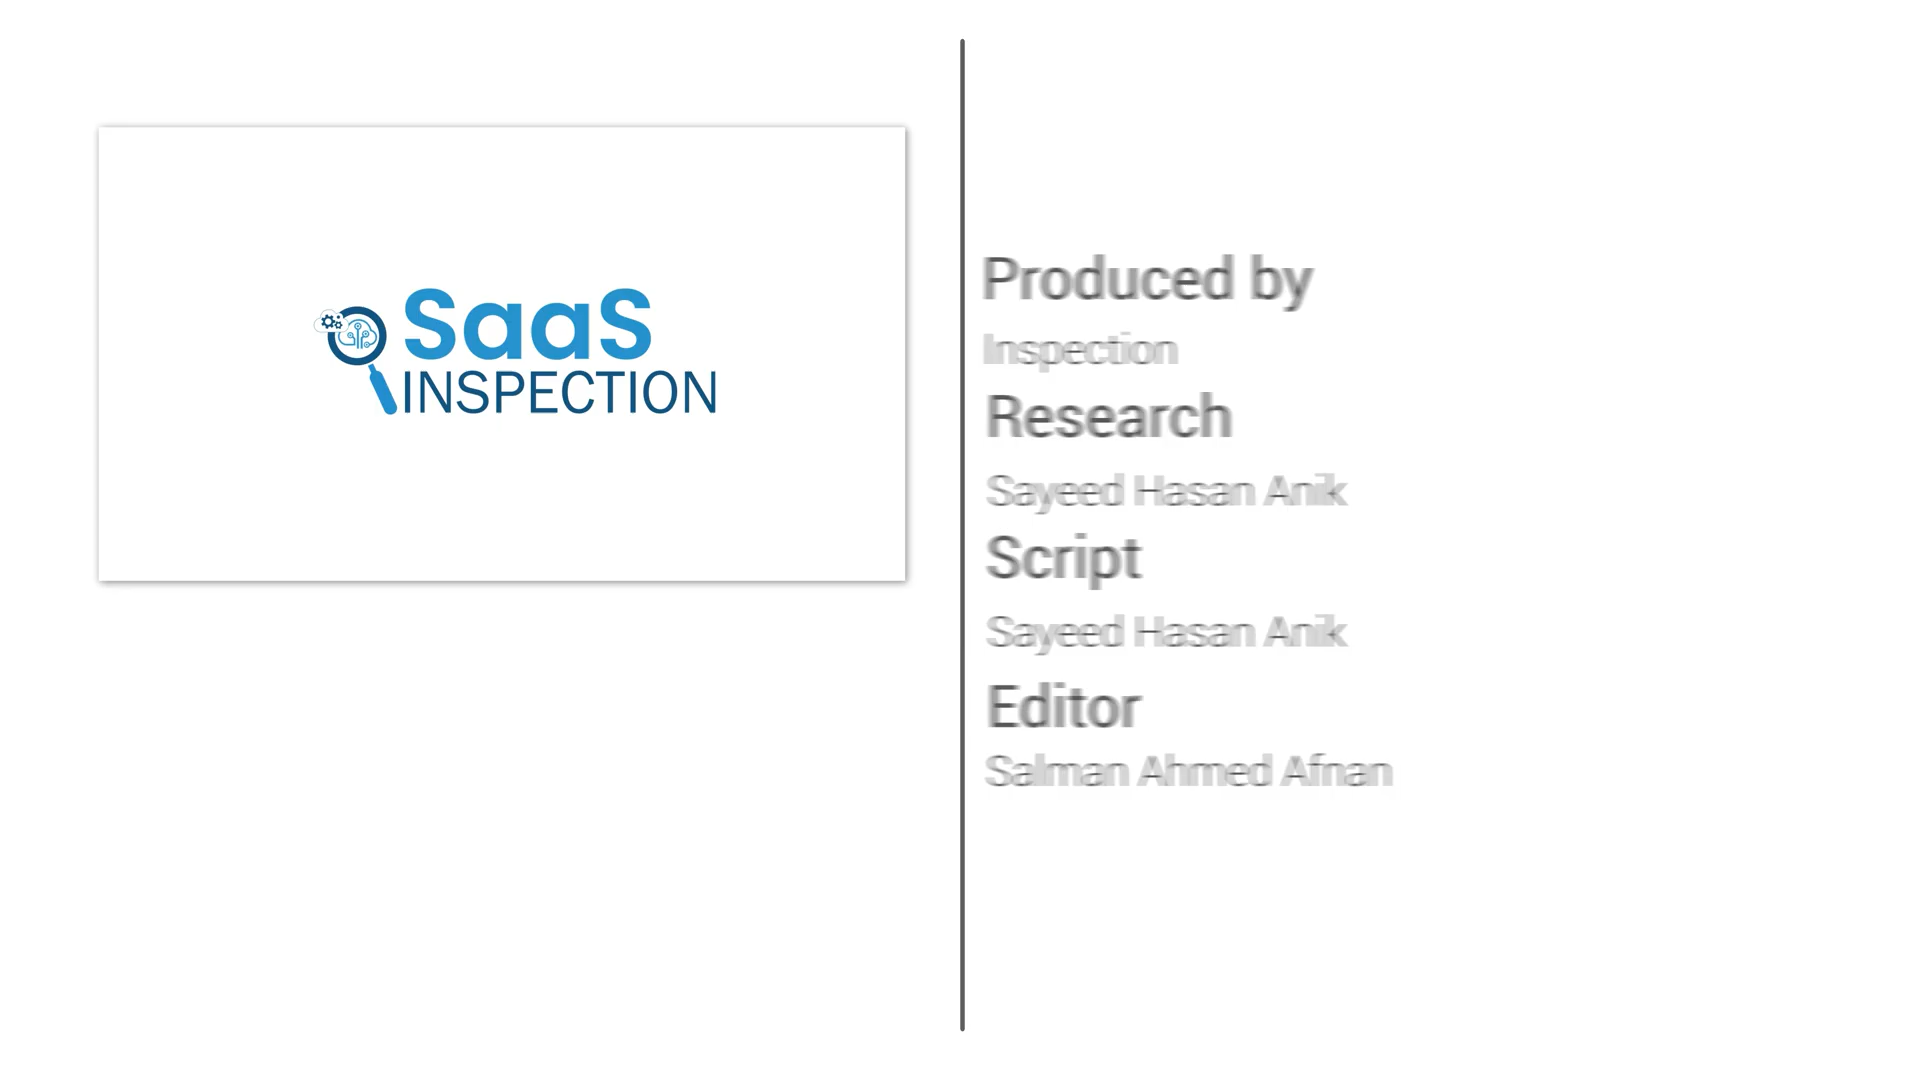 SaaS
INSPECTION
Produced by
Inspection
Research
Sayeed Hasan Anik
Script
Sayeed Hasan Anik
Editor
Salman Ahmed Afnan